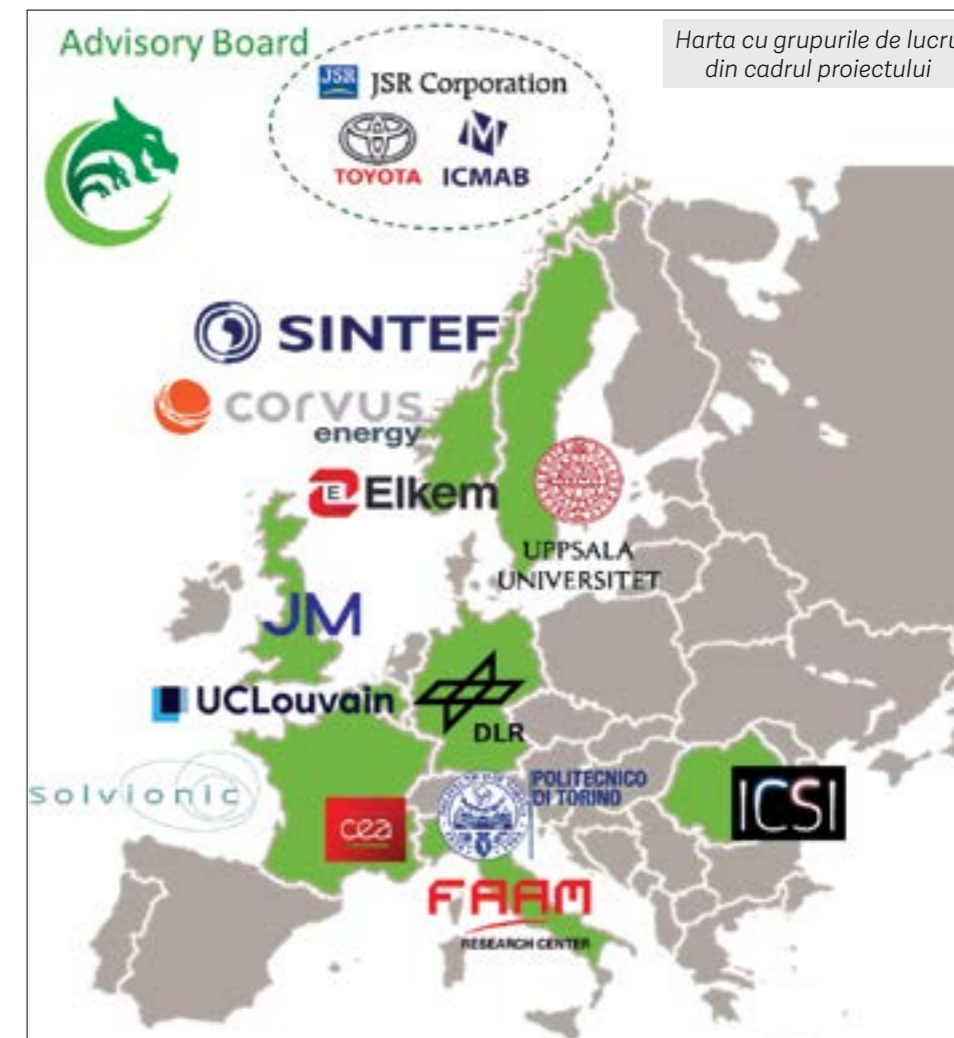 Advisory Board
JSR JSR Corporation
TOYOTA ICMAB
Harta cu grupurile de lucru
din cadrul proiectului
SINTEF
corvus
energy
E Elkem
UPPSALA
UNIVERSITET
JM
UCLouvain
DLR
solvionic
cea
POLITECNICO
DI TORINO
ICSI
FAAM
RESEARCH CENTER